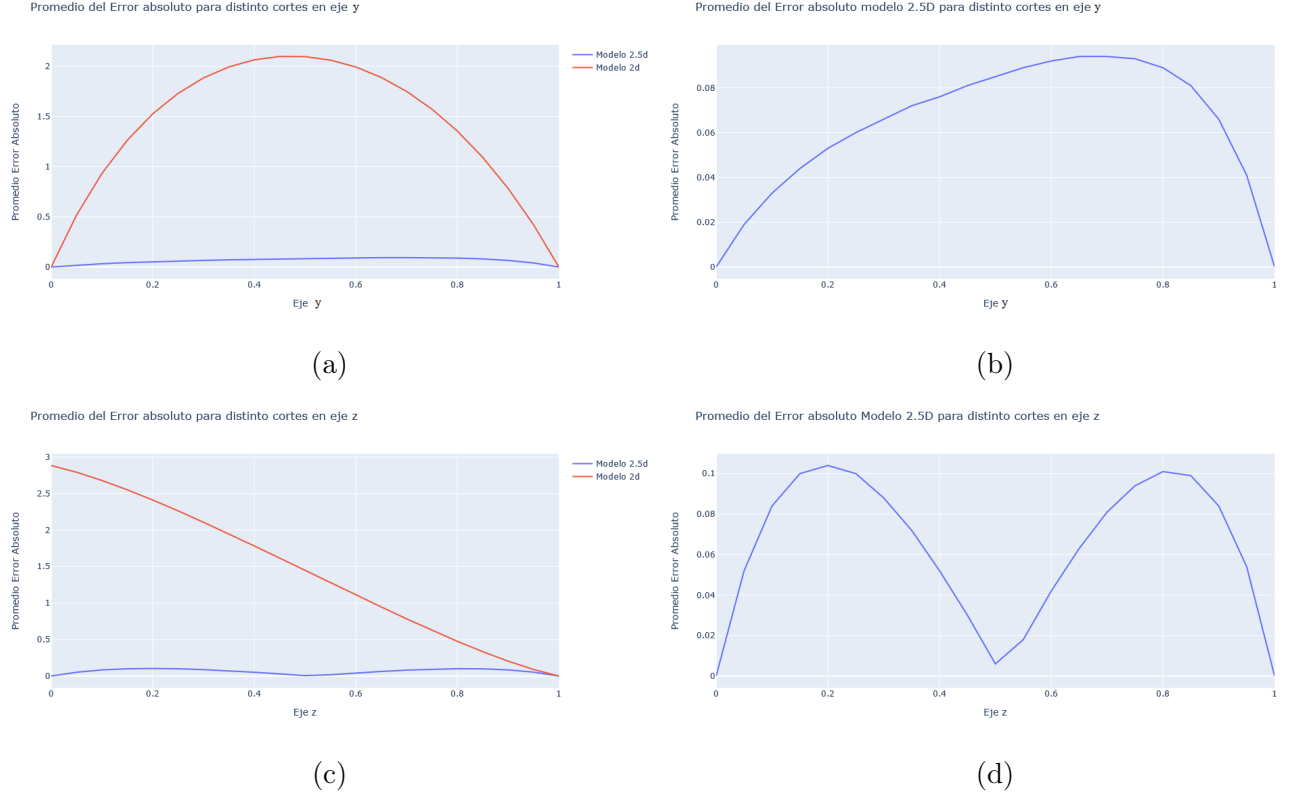 Promedio del Error absoluto para distinto cortes en eje y
Promedio Error Absoluto
2
1.5
1
0.5
0
0 0.2 0.4 0.6 0.8 1
Eje y
Modelo 2.5d
Modelo 2d
(a)
Promedio del Error absoluto modelo 2.5D para distinto cortes en eje y
Promedio Error Absoluto
0.08
0.06
0.04
0.02
0
0 0.2 0.4 0.6 0.8 1
Eje y
(b)
Promedio del Error absoluto para distinto cortes en eje z
Promedio Error Absoluto
3
2.5
2
1.5
1
0.5
0
0 0.2 0.4 0.6 0.8 1
Eje z
Modelo 2.5d
Modelo 2d
(c)
Promedio del Error absoluto Modelo 2.5D para distinto cortes en eje z
Promedio Error Absoluto
0.1
0.08
0.06
0.04
0.02
0
0 0.2 0.4 0.6 0.8 1
Eje z
(d)